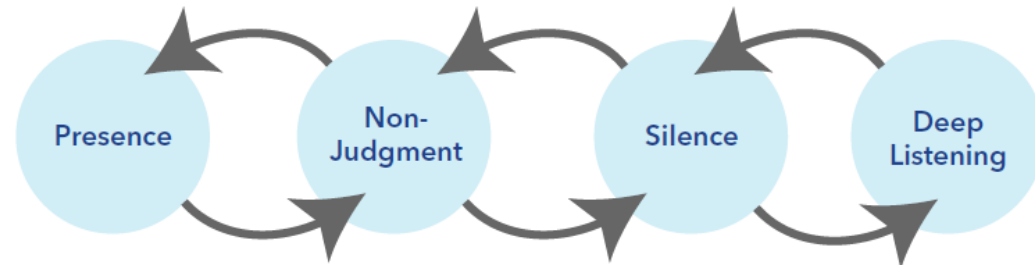 Presence
Non-
Judgment
Silence
Deep
Listening